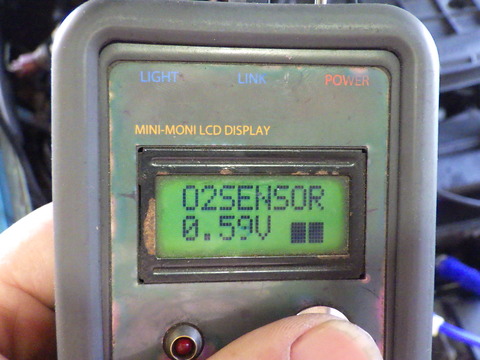 LIGHT LINK POWER
MINI-MONI LCD DISPLAY
O2SENSOR
0.59V